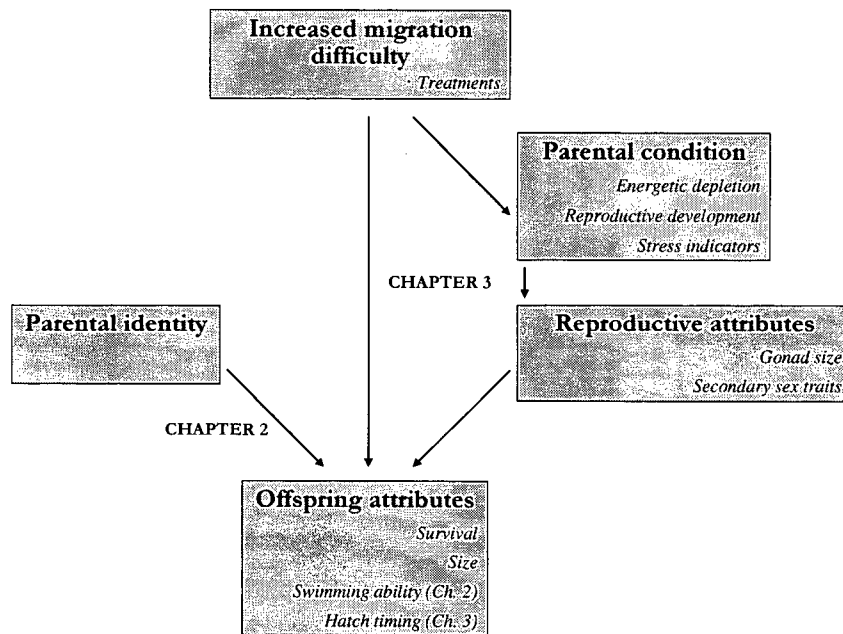 Increased migration
difficulty
Treatments
Parental condition
Energetic depletion
Reproductive development
Stress indicators
CHAPTER 3
Parental identity
Reproductive attributes
Gonad size
Secondary sex traits
CHAPTER 2
Offspring attributes
Survival
Size
Swimming ability (Ch. 2)
Hatch timing (Ch. 3)